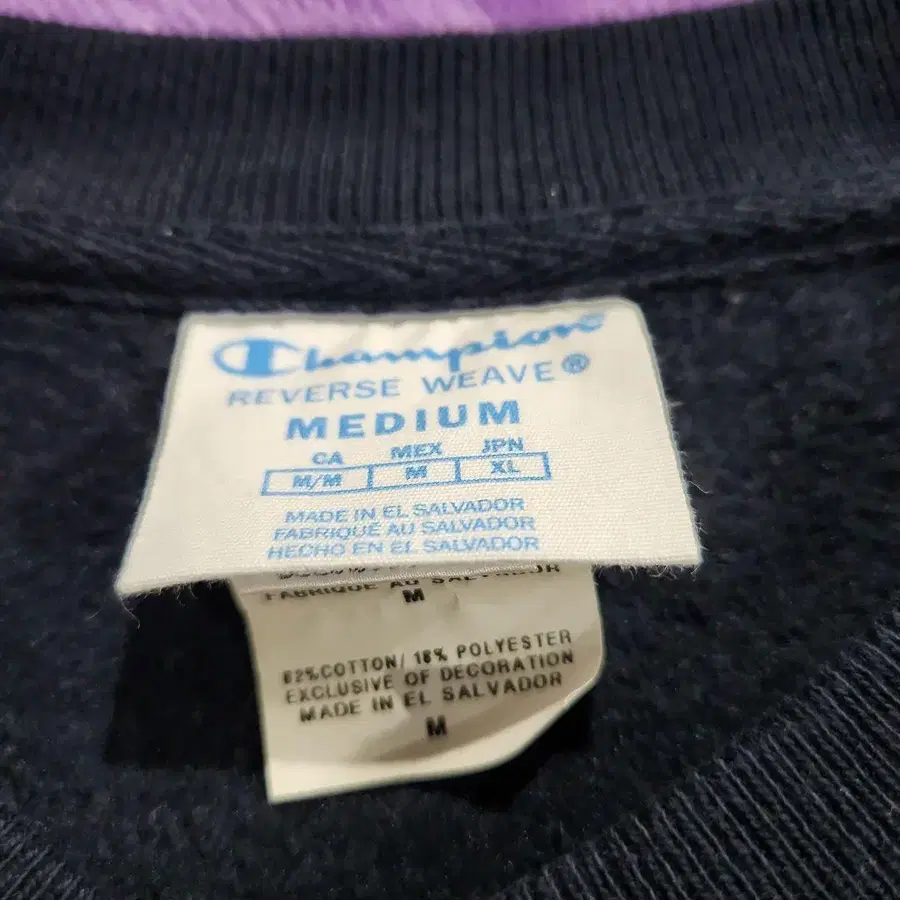 Champion
REVERSE WEAVE®
MEDIUM
CA MEX JPN
M/M M XL
MADE IN EL SALVADOR
FABRIQUÉ AU SALVADOR
HECHO EN EL SALVADOR
FABRIQUE AU SALVADOR
M
82%COTTON/ 18% POLYESTER
EXCLUSIVE OF DECORATION
MADE IN EL SALVADOR
M